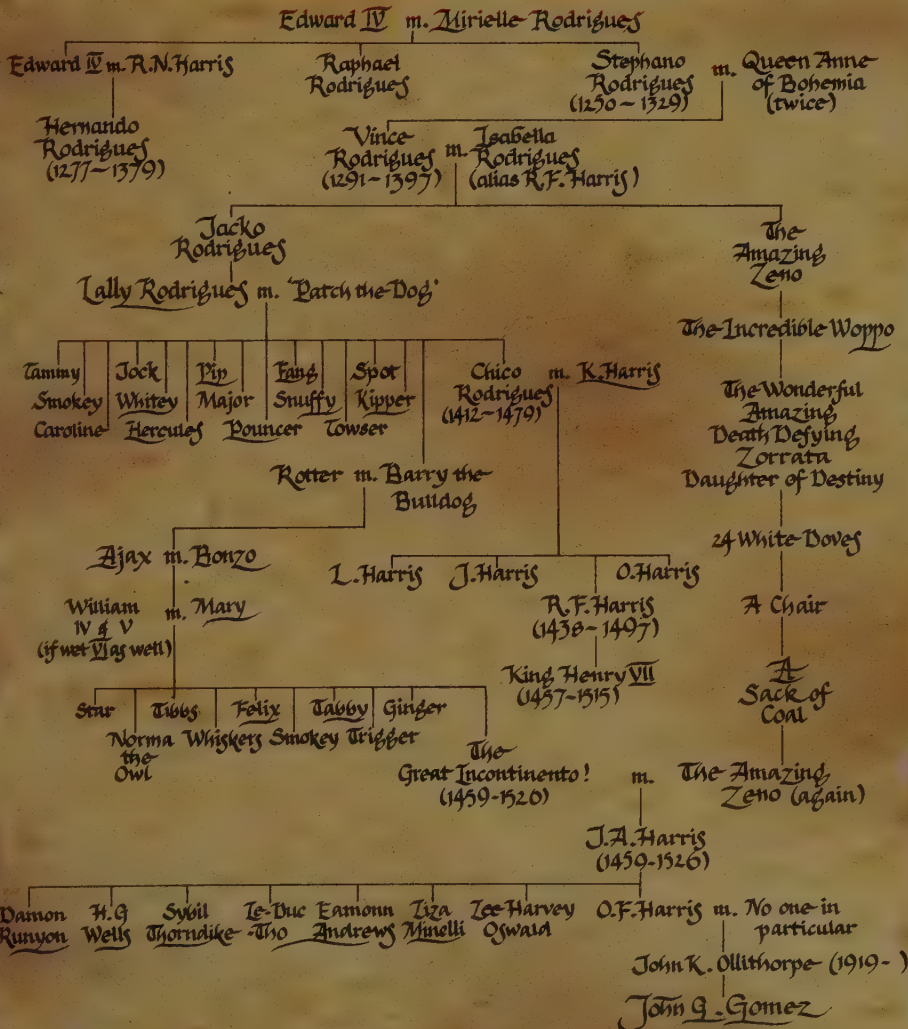 Edward IV m. Mirielle Rodrigues
Edward IV m. R.N. Harris
Raphael
Rodrigues
Stephano
Rodrigues
(1250~1329)
m. Queen Anne
of Bohemia
(twice)
Hernando
Rodrigues
(1277~1379)
Vince
Rodrigues
(1291~1397)
m.
Isabella
Rodrigues
(alias R.F. Harris)
Jacko
Rodrigues
The
Amazing
Zeno
Lally Rodrigues m. 'Patch the Dog'
The Incredible Woppo
Tammy Jock Pip Fang Spot
Smokey Whitey Major Snuffy Kipper
Caroline Hercules Pouncer Towser
Chico
Rodrigues
(1412~1479)
m. K. Harris
The Wonderful
Amazing
Death Defying
Zorrata
Daughter of Destiny
Rotter m. Barry the
Bulldog
24 White Doves
Ajax m. Bonzo
L. Harris J. Harris O. Harris
R.F. Harris
(1438~1497)
A Chair
William
IV & V
(if wet VI as well)
m. Mary
King Henry VII
(1457~1515)
A
Sack of
Coal
Star Tibbs Felix Tabby Ginger
Norma
the
Owl
Whiskers Smokey Trigger
The
Great Incontinento!
(1459-1526)
m.
The Amazing
Zeno (again)
J.A. Harris
(1459-1526)
Damon
Runyon
H.G
Wells
Sybil
Thorndike
Le Duc
-Tho
Eamonn
Andrews
Liza
Minelli
Lee Harvey
Oswald
O.F. Harris m. No one in
particular
John K. Ollithorpe (1919- )
John G. Gomez